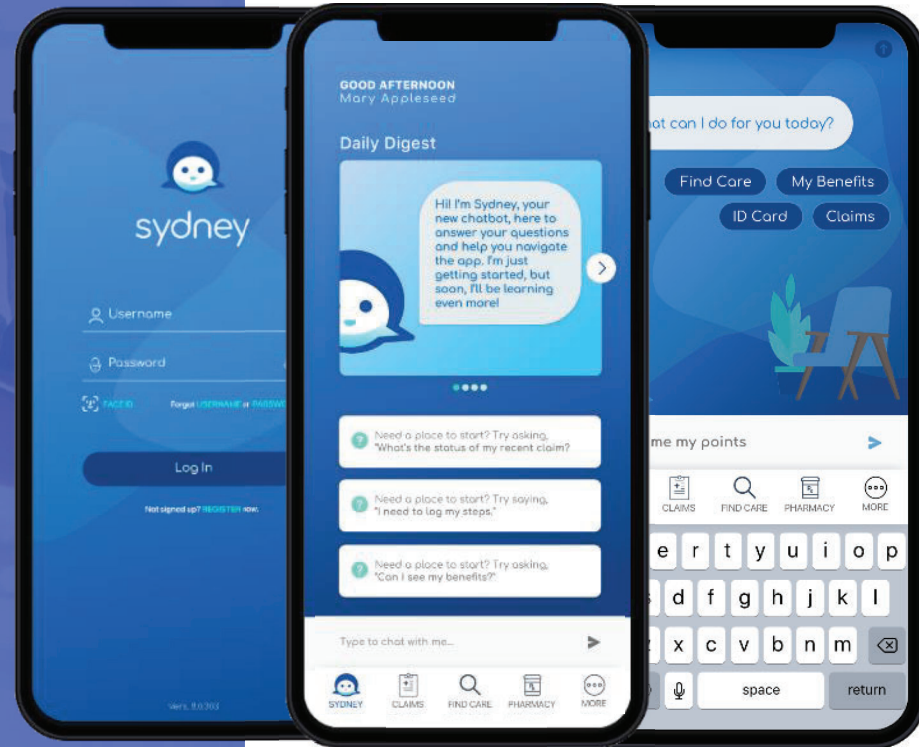 sydney
Username
Password
FACE ID
Forgot USERNAME or PASSW
Log In
Not signed up? REGISTER now.
Vers. 8.0.203
GOOD AFTERNOON
Mary Appleseed
Daily Digest
Hi! I'm Sydney, your
new chatbot, here to
answer your questions
and help you navigate
the app. I'm just
getting started, but
soon, I'll be learning
even more!
Need a place to start? Try asking,
"What's the status of my recent claim?
Need a place to start? Try saying,
"I need to log my steps."
Need a place to start? Try asking,
"Can I see my benefits?"
Type to chat with me...
SYDNEY CLAIMS FIND CARE PHARMACY MORE
at can I do for you today?
Find Care My Benefits
ID Card Claims
me my points
CLAIMS FIND CARE PHARMACY MORE
e r t y u i o p
d f g h j k l
x c v b n m
space return